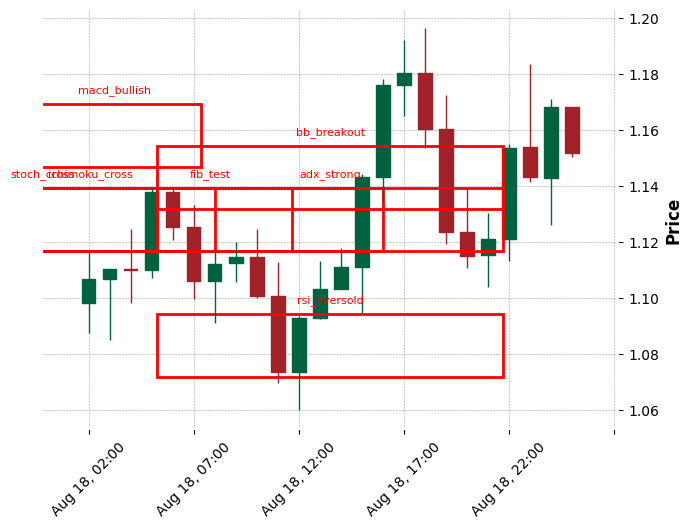 macd_bullish
bb_breakout
ichimoku_cross
fib_test
adx_strong
rsi_oversold
1.20
1.18
1.16
1.14
1.12
1.10
1.08
1.06
Price
Aug 18, 02:00
Aug 18, 07:00
Aug 18, 12:00
Aug 18, 17:00
Aug 18, 22:00